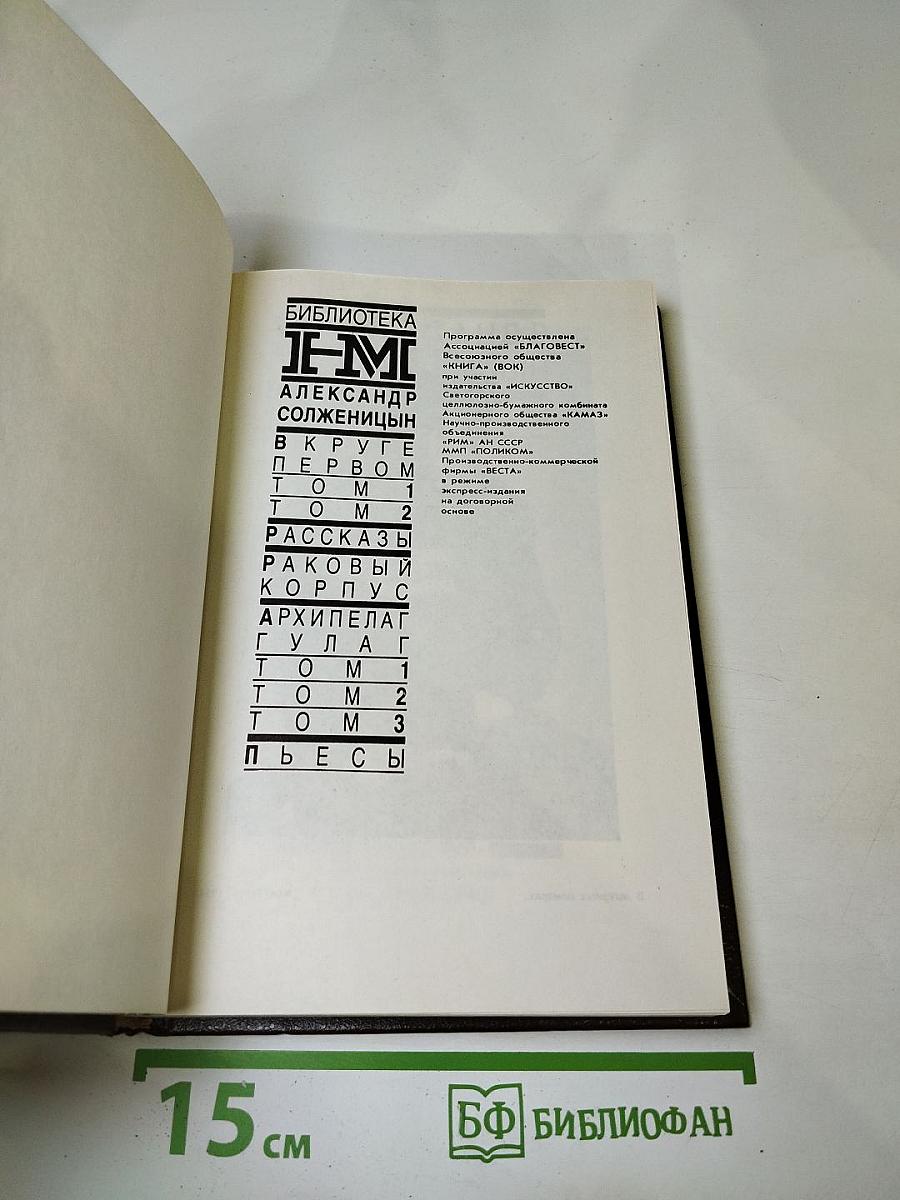 БИБЛИОТЕКА
НМ
АЛЕКСАНДР
СОЛЖЕНИЦЫН
В КРУГЕ
ПЕРВОМ
ТОМ 1
ТОМ 2
РАССКАЗЫ
РАКОВЫЙ
КОРПУС
АРХИПЕЛАГ
ГУЛАГ
ТОМ 1
ТОМ 2
ТОМ 3
ПЬЕСЫ
Программа осуществлена
Ассоциацией «БЛАГОВЕСТ»
Всесоюзного общества
«КНИГА» (ВОК)
при участии
издательства «ИСКУССТВО»
Светогорского
целлюлозно-бумажного комбината
Акционерного общества «КАМАЗ»
Научно-производственного
объединения
«РИМ» АН СССР
ММП «ПОЛИКОМ»
Производственно-коммерческой
фирмы «ВЕСТА»
в режиме
экспресс-издания
на договорной
основе
15 см
БФ БИБЛИОФАН